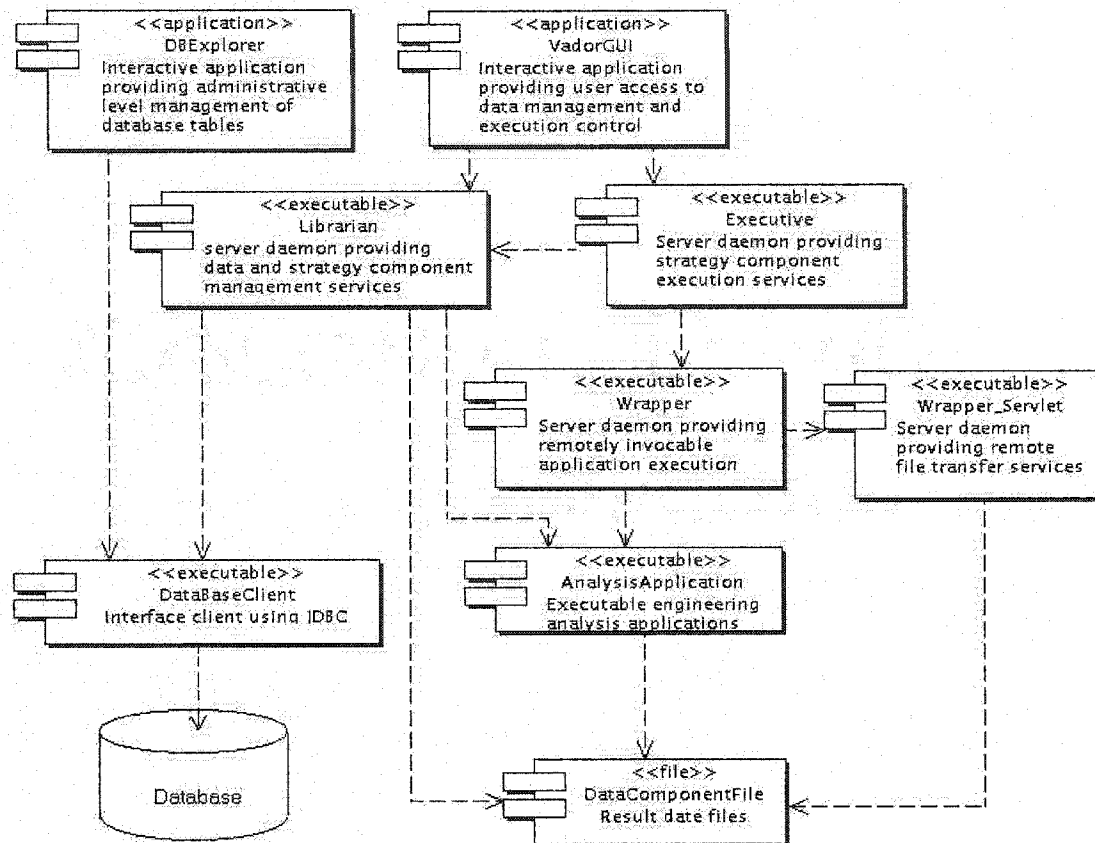 <<application>>
DBExplorer
Interactive application
providing administrative
level management of
database tables
<<application>>
VadorGUI
Interactive application
providing user access to
data management and
execution control
<<executable>>
Librarian
server daemon providing
data and strategy component
management services
<<executable>>
Executive
Server daemon providing
strategy component
execution services
<<executable>>
Wrapper
Server daemon providing
remotely invocable
application execution
<<executable>>
Wrapper_Servlet
Server daemon
providing remote
file transfer services
<<executable>>
DataBaseClient
Interface client using JDBC
<<executable>>
AnalysisApplication
Executable engineering
analysis applications
Database
<<file>>
DataComponentFile
Result date files